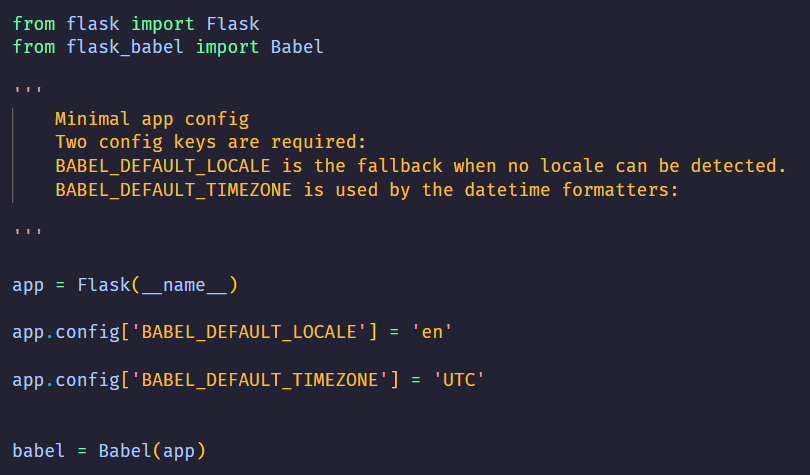 from flask import Flask
from flask_babel import Babel
'''
Minimal app config
Two config keys are required:
BABEL_DEFAULT_LOCALE is the fallback when no locale can be detected.
BABEL_DEFAULT_TIMEZONE is used by the datetime formatters:
'''
app = Flask(__name__)
app.config['BABEL_DEFAULT_LOCALE'] = 'en'
app.config['BABEL_DEFAULT_TIMEZONE'] = 'UTC'
babel = Babel(app)